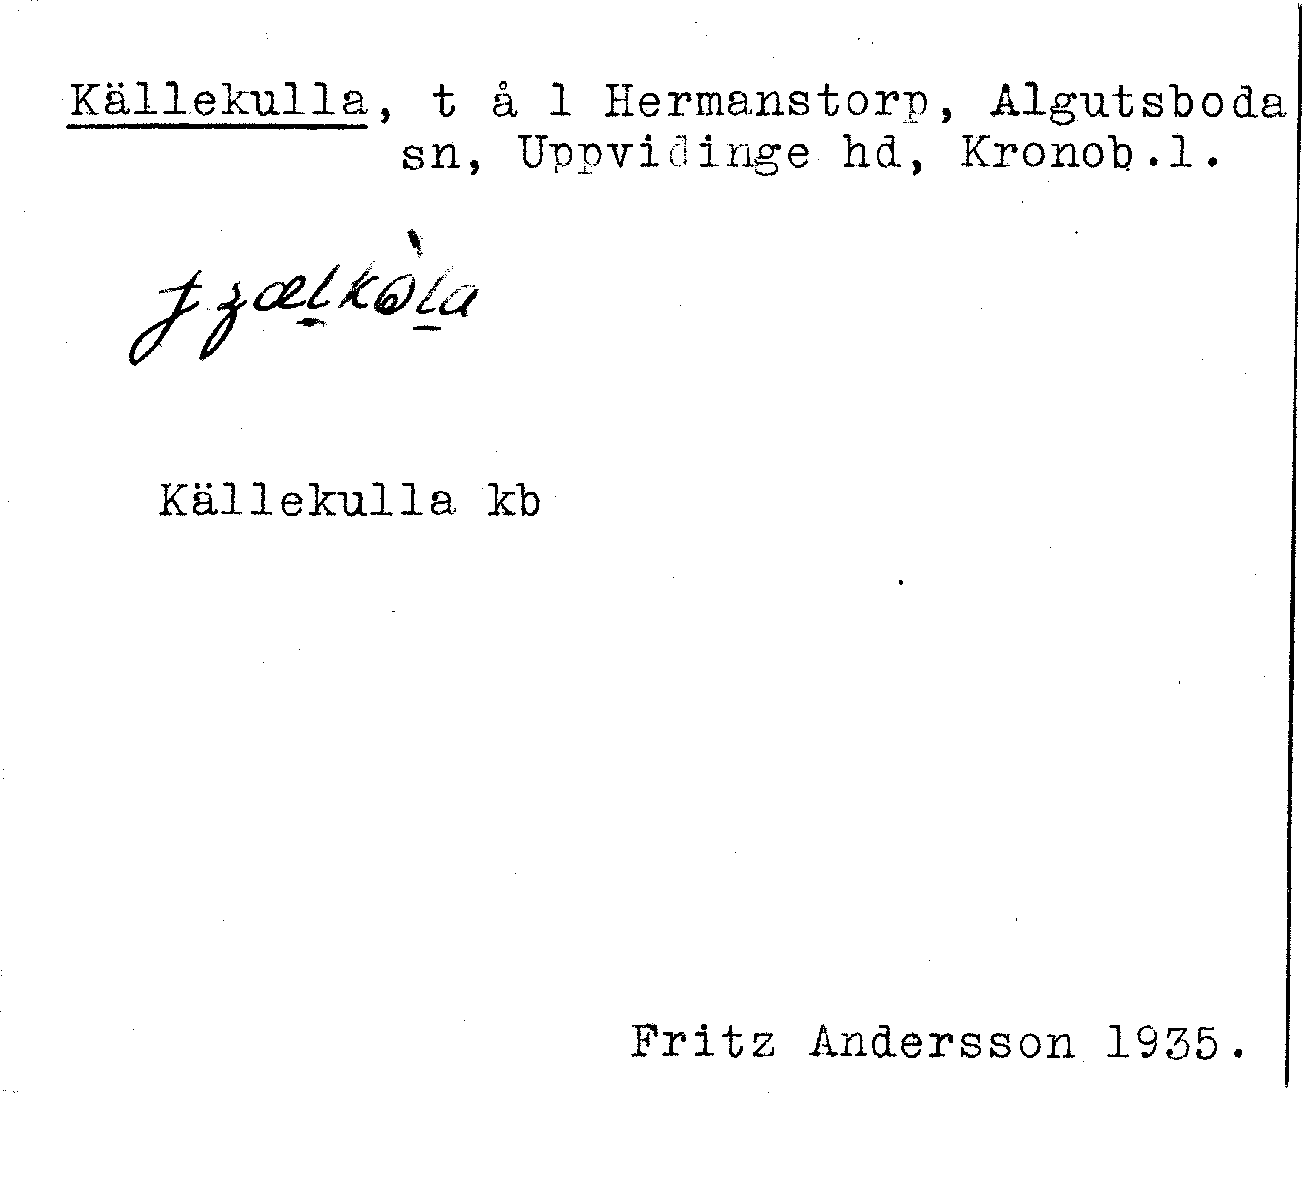 Källekulla, t å l Hermanstorp, Algutsboda
sn, Uppvidinge hd, Kronob.l.
Källekulla kb
Fritz Andersson 1935.